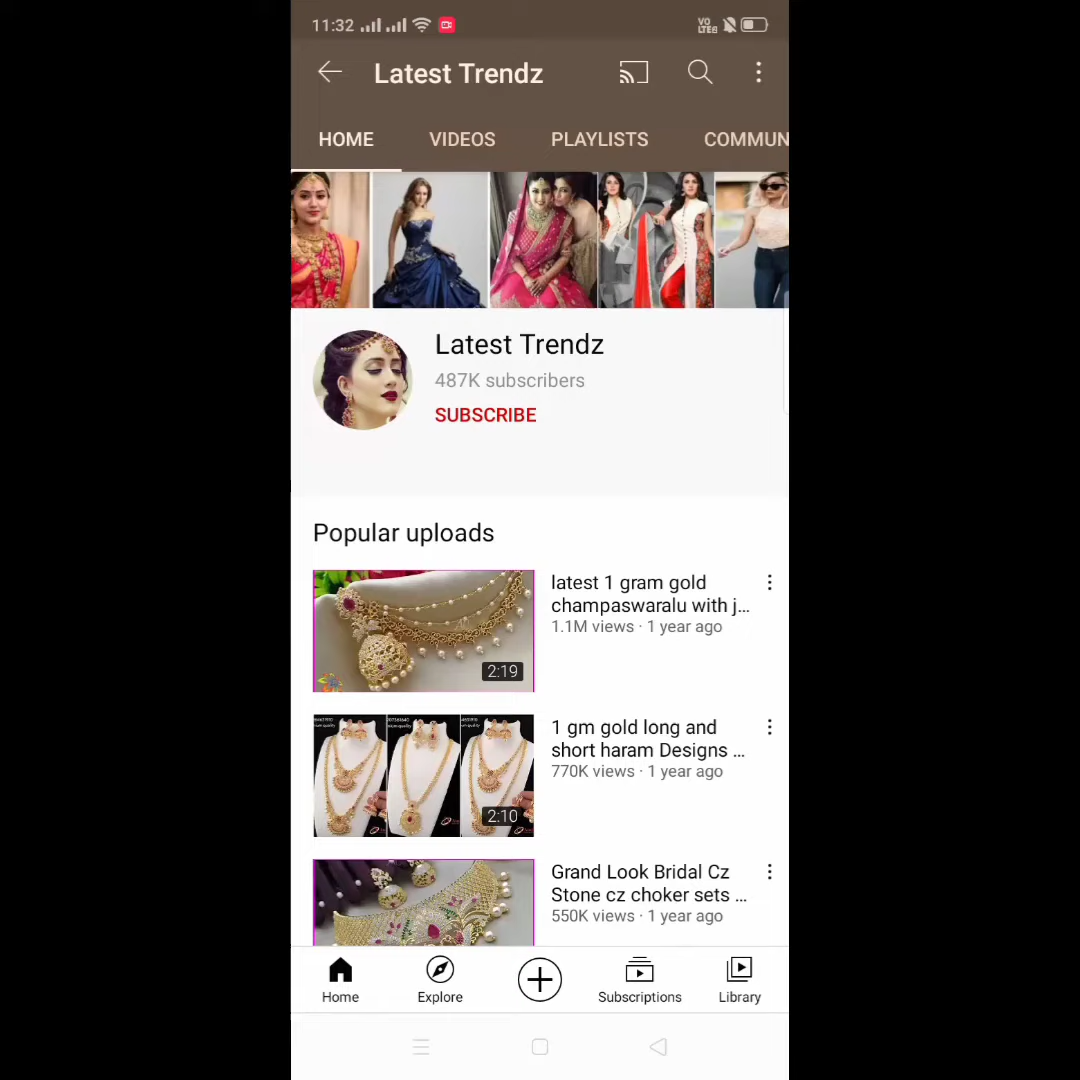 11:32
VO
LTE
Latest Trendz
HOME VIDEOS PLAYLISTS COMMUN
Latest Trendz
487K subscribers
SUBSCRIBE
Popular uploads
latest 1 gram gold
champaswaralu with j...
1.1M views · 1 year ago
2:19
1 gm gold long and
short haram Designs ...
770K views · 1 year ago
2:10
Grand Look Bridal Cz
Stone cz choker sets ...
550K views · 1 year ago
Home Explore Subscriptions Library